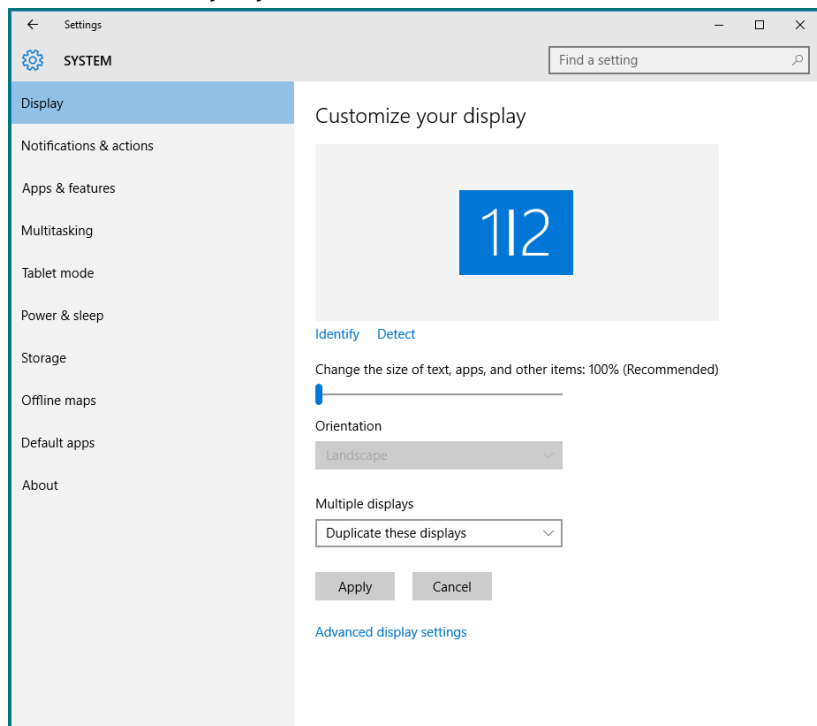 Settings
SYSTEM
Find a setting
Display
Notifications & actions
Apps & features
Multitasking
Tablet mode
Power & sleep
Storage
Offline maps
Default apps
About
Customize your display
1|2
Identify Detect
Change the size of text, apps, and other items: 100% (Recommended)
Orientation
Landscape
Multiple displays
Duplicate these displays
Apply Cancel
Advanced display settings